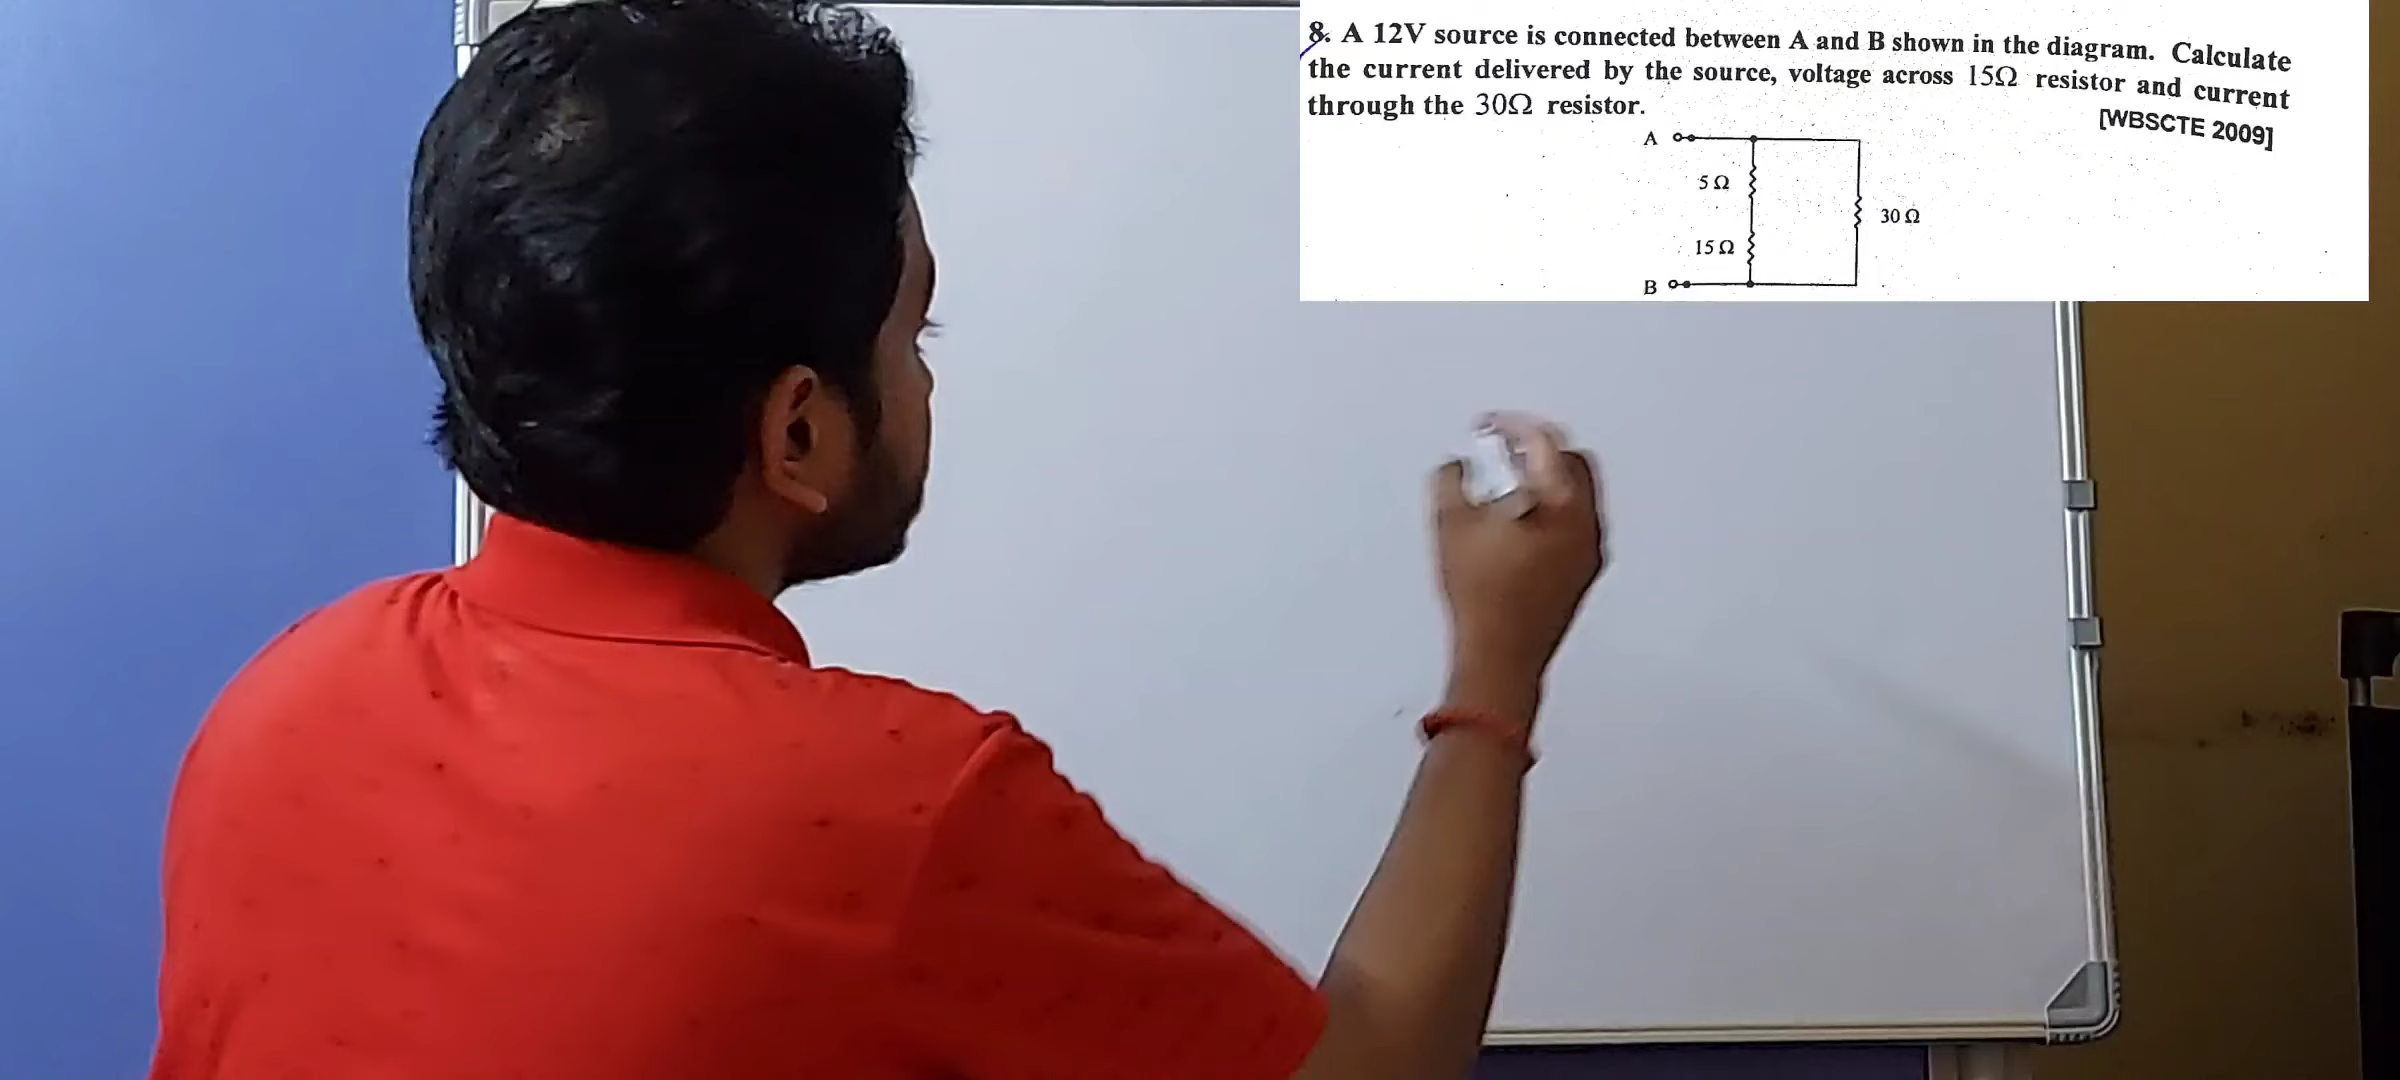 8. A 12V source is connected between A and B shown in the diagram. Calculate
the current delivered by the source, voltage across 15Ω resistor and current
through the 30Ω resistor.
[WBSCTE 2009]
A
5 Ω
30 Ω
15 Ω
B